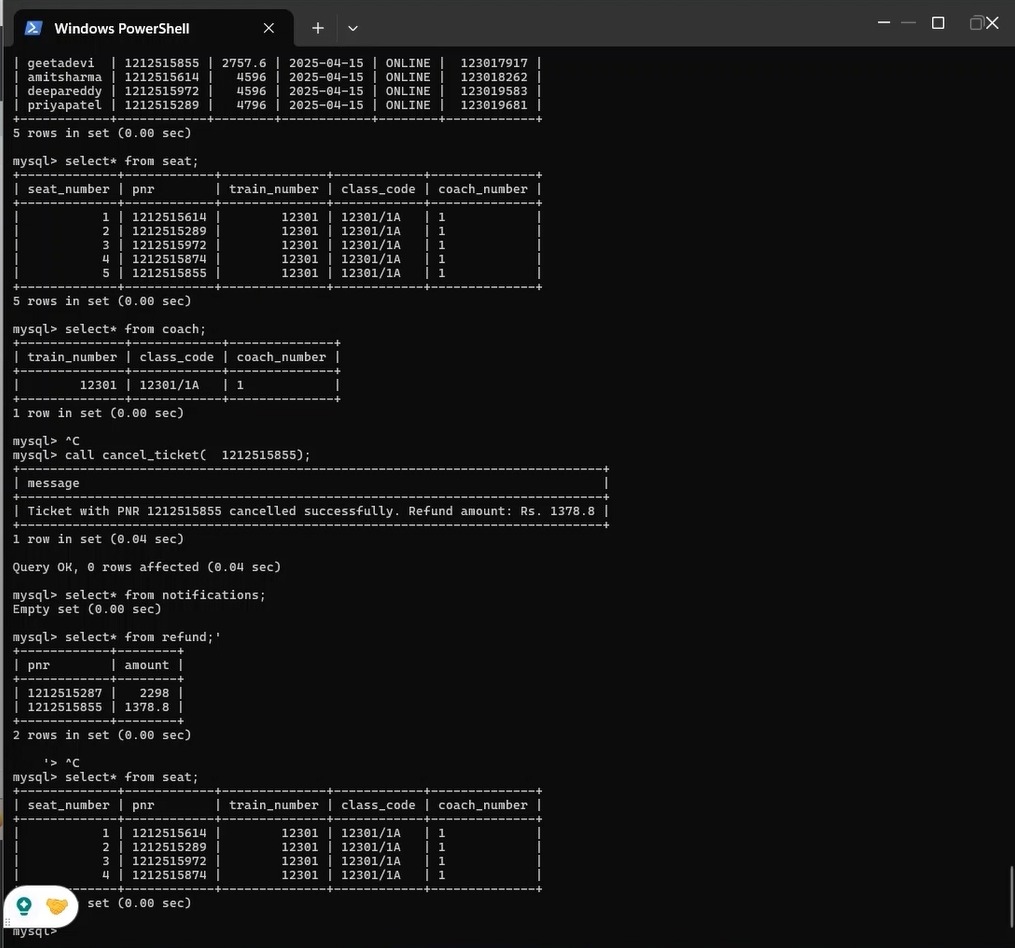 Windows PowerShell
| geetadevi  | 1212515855 | 2757.6 | 2025-04-15 | ONLINE |  123017917 |
| amitsharma | 1212515614 |   4596 | 2025-04-15 | ONLINE |  123018262 |
| deepareddy | 1212515972 |   4596 | 2025-04-15 | ONLINE |  123019583 |
| priyapatel | 1212515289 |   4796 | 2025-04-15 | ONLINE |  123019681 |
+------------+------------+--------+------------+--------+------------+
5 rows in set (0.00 sec)
mysql> select* from seat;
+-------------+------------+--------------+------------+--------------+
| seat_number | pnr        | train_number | class_code | coach_number |
+-------------+------------+--------------+------------+--------------+
|           1 | 1212515614 |        12301 | 12301/1A   | 1            |
|           2 | 1212515289 |        12301 | 12301/1A   | 1            |
|           3 | 1212515972 |        12301 | 12301/1A   | 1            |
|           4 | 1212515874 |        12301 | 12301/1A   | 1            |
|           5 | 1212515855 |        12301 | 12301/1A   | 1            |
+-------------+------------+--------------+------------+--------------+
5 rows in set (0.00 sec)
mysql> select* from coach;
+--------------+------------+--------------+
| train_number | class_code | coach_number |
+--------------+------------+--------------+
|        12301 | 12301/1A   | 1            |
+--------------+------------+--------------+
1 row in set (0.00 sec)
mysql> ^C
mysql> call cancel_ticket(  1212515855);
+------------------------------------------------------------------------------+
| message                                                                      |
+------------------------------------------------------------------------------+
| Ticket with PNR 1212515855 cancelled successfully. Refund amount: Rs. 1378.8 |
+------------------------------------------------------------------------------+
1 row in set (0.04 sec)
Query OK, 0 rows affected (0.04 sec)
mysql> select* from notifications;
Empty set (0.00 sec)
mysql> select* from refund;'
+------------+--------+
| pnr        | amount |
+------------+--------+
| 1212515287 |   2298 |
| 1212515855 | 1378.8 |
+------------+--------+
2 rows in set (0.00 sec)
    '> ^C
mysql> select* from seat;
+-------------+------------+--------------+------------+--------------+
| seat_number | pnr        | train_number | class_code | coach_number |
+-------------+------------+--------------+------------+--------------+
|           1 | 1212515614 |        12301 | 12301/1A   | 1            |
|           2 | 1212515289 |        12301 | 12301/1A   | 1            |
|           3 | 1212515972 |        12301 | 12301/1A   | 1            |
|           4 | 1212515874 |        12301 | 12301/1A   | 1            |
------+------------+--------------+------------+--------------+
set (0.00 sec)
mysql>